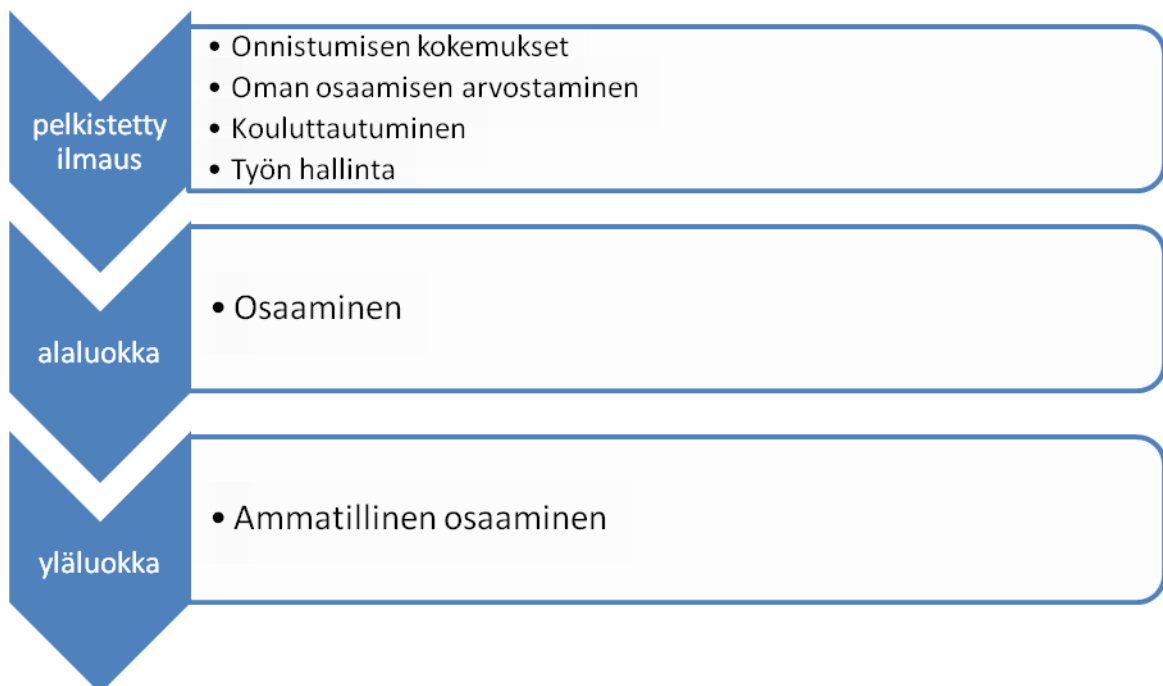 pelkistetty
ilmaus
• Onnistumisen kokemukset
• Oman osaamisen arvostaminen
• Kouluttautuminen
• Työn hallinta
alaluokka
• Osaaminen
yläluokka
• Ammatillinen osaaminen